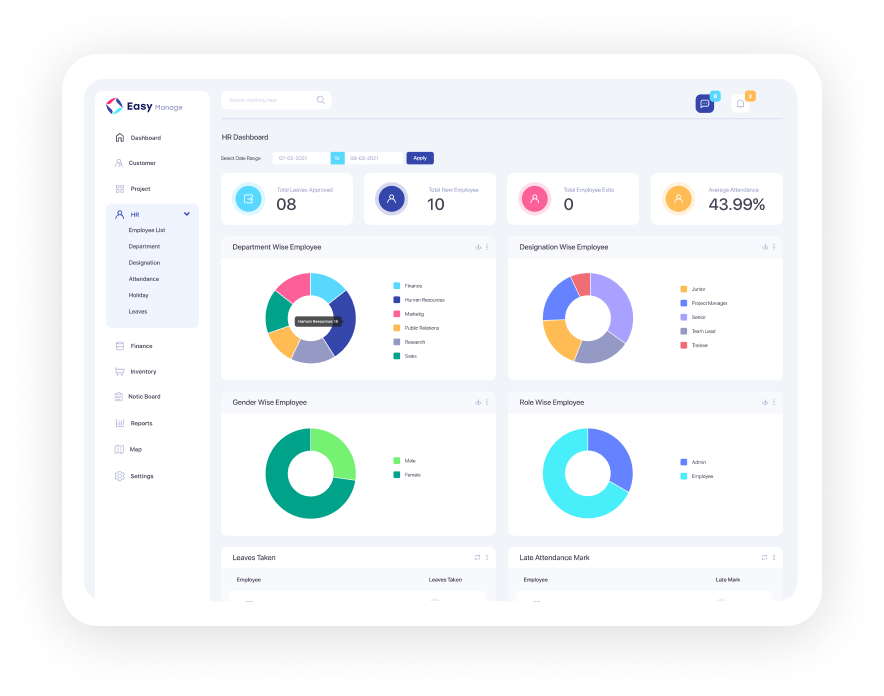 Easy Manage
Search anything here.
Dashboard
Customer
Project
HR
Employee List
Department
Designation
Attendance
Holiday
Leaves
Finance
Inventory
Notic Board
Reports
Map
Settings
HR Dashboard
Select Date Range
07-02-2021
To
08-03-2021
Apply
Total Leaves Approved
08
Total New Employee
10
Total Employee Exits
0
Average Attendance
43.99%
Department Wise Employee
Human Resources
Finance
Human Resources
Marketig
Public Relations
Research
Sales
Designation Wise Employee
Junior
Project Manager
Senior
Team Lead
Trainee
Gender Wise Employee
Male
Female
Role Wise Employee
Admin
Employee
Leaves Taken
Employee
Leaves Taken
Late Attendance Mark
Employee
Late Mark